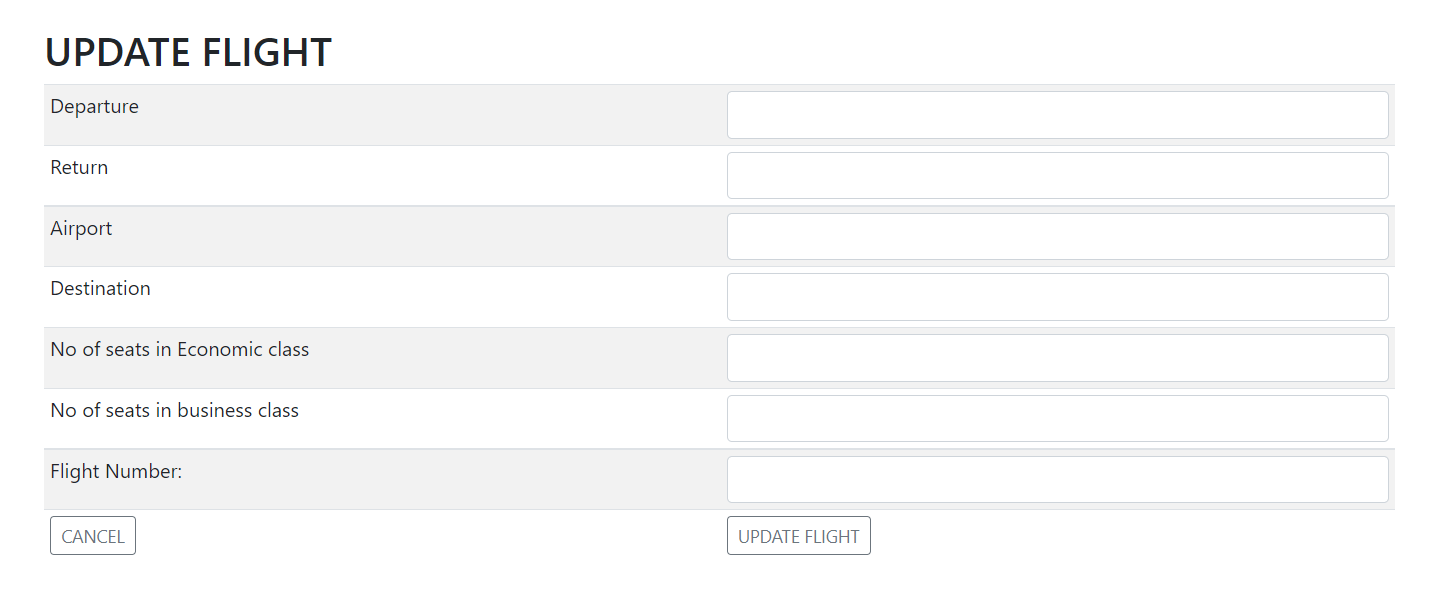 UPDATE FLIGHT
Departure
Return
Airport
Destination
No of seats in Economic class
No of seats in business class
Flight Number:
CANCEL
UPDATE FLIGHT